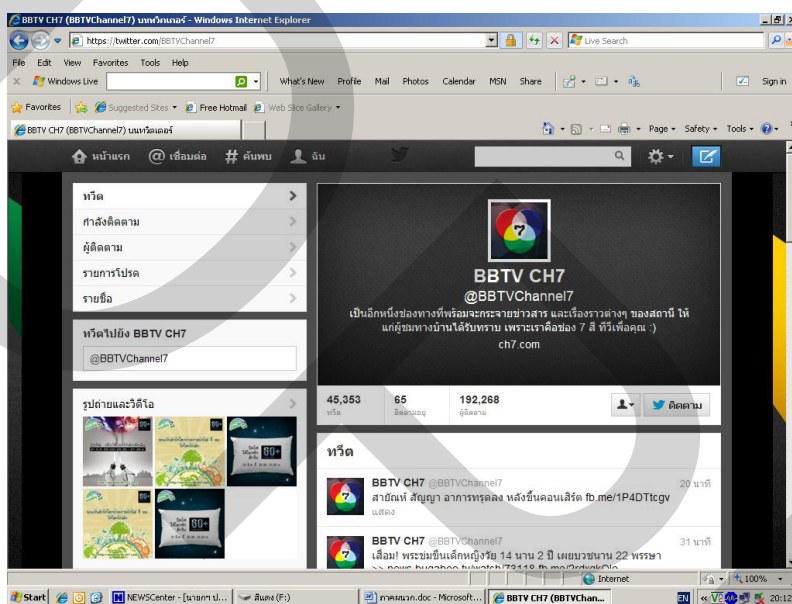 BBTV CH7 (BBTVChannel7) บนทวิตเตอร์ - Windows Internet Explorer
https://twitter.com/BBTVChannel7
Live Search
File Edit View Favorites Tools Help
Windows Live
What's New Profile Mail Photos Calendar MSN Share
Sign in
Favorites
Suggested Sites
Free Hotmail
Web Slice Gallery
BBTV CH7 (BBTVChannel7) บนทวิตเตอร์
Page Safety Tools
หน้าแรก @ เชื่อมต่อ # ค้นพบ ฉัน
ทวีต
กำลังติดตาม
ผู้ติดตาม
รายการโปรด
รายชื่อ
ทวีตไปยัง BBTV CH7
@BBTVChannel7
รูปถ่ายและวิดีโอ
60+
60+
7
BBTV CH7
@BBTVChannel7
เป็นอีกหนึ่งช่องทางที่พร้อมจะกระจายข่าวสาร และเรื่องราวต่างๆ ของสถานี ให้
แก่ผู้ชมทางบ้านได้รับทราบ เพราะเราคือช่อง 7 สี ทีวีเพื่อคุณ :)
ch7.com
45,353 65 192,268
ทวีต ติดตามอยู่ ผู้ติดตาม
ติดตาม
ทวีต
BBTV CH7 @BBTVChannel7 20 นาที
สายัณห์ สัญญา อาการทรุดลง หลังขึ้นคอนเสิร์ต fb.me/1P4DTtcgv
แสดง
BBTV CH7 @BBTVChannel7 31 นาที
เสื่อม! พระข่มขืนเด็กหญิงวัย 14 นาน 2 ปี เผยบวชนาน 22 พรรษา
Internet
100%
Start
NEWSCenter - [นายกฯ ป...
สีแดง (F:)
ภาคผนวก.doc - Microsoft...
BBTV CH7 (BBTVChan...
EN
20:12